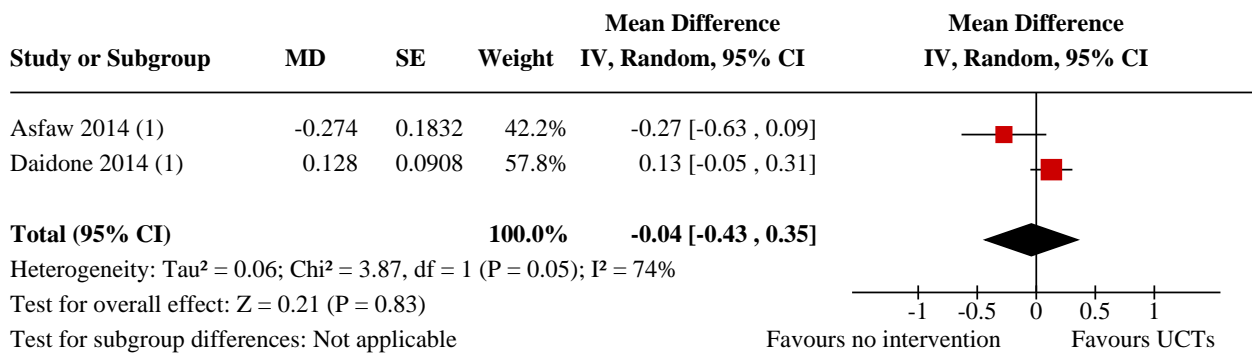 Mean Difference Mean Difference
Study or Subgroup MD SE Weight IV, Random, 95% CI IV, Random, 95% CI
Asfaw 2014 (1) -0.274 0.1832 42.2% -0.27 [-0.63 , 0.09]
Daidone 2014 (1) 0.128 0.0908 57.8% 0.13 [-0.05 , 0.31]
Total (95% CI) 100.0% -0.04 [-0.43 , 0.35]
Heterogeneity: Tau² = 0.06; Chi² = 3.87, df = 1 (P = 0.05); I² = 74%
Test for overall effect: Z = 0.21 (P = 0.83)
-1 -0.5 0 0.5 1
Test for subgroup differences: Not applicable Favours no intervention Favours UCTs